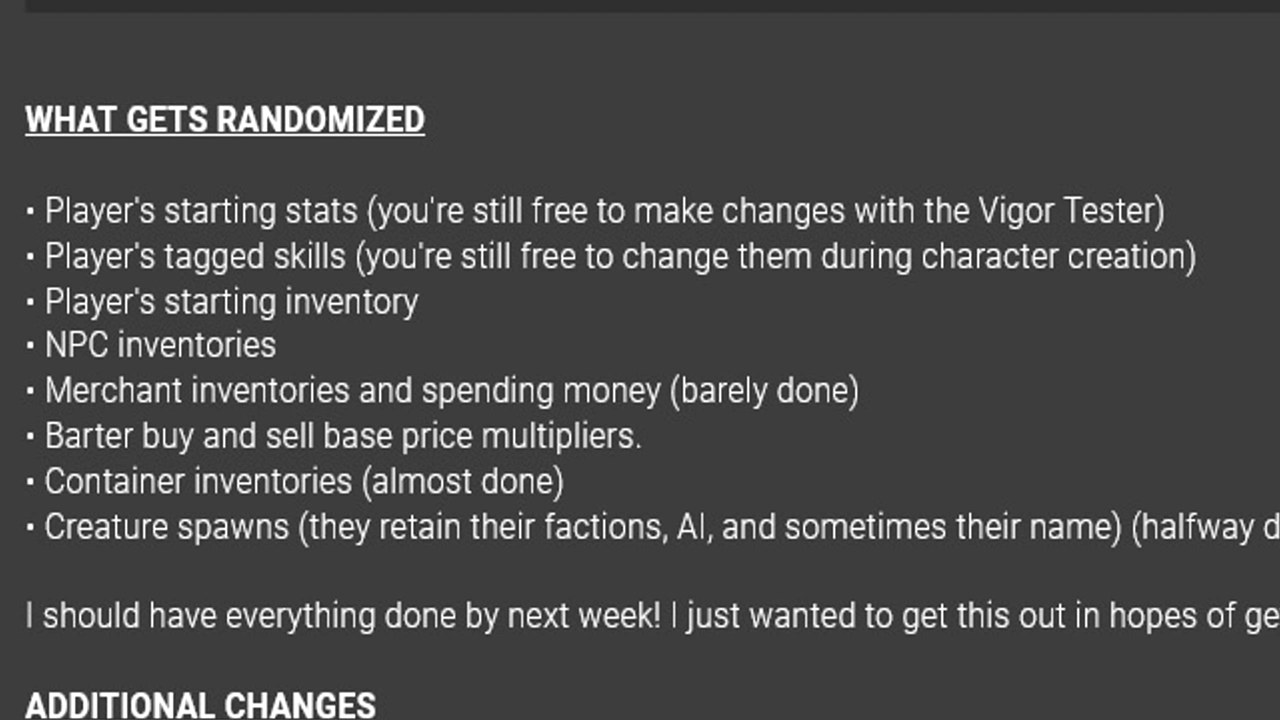 WHAT GETS RANDOMIZED
• Player's starting stats (you're still free to make changes with the Vigor Tester)
• Player's tagged skills (you're still free to change them during character creation)
• Player's starting inventory
• NPC inventories
• Merchant inventories and spending money (barely done)
• Barter buy and sell base price multipliers.
• Container inventories (almost done)
• Creature spawns (they retain their factions, AI, and sometimes their name) (halfway d
I should have everything done by next week! I just wanted to get this out in hopes of ge
ADDITIONAL CHANGES